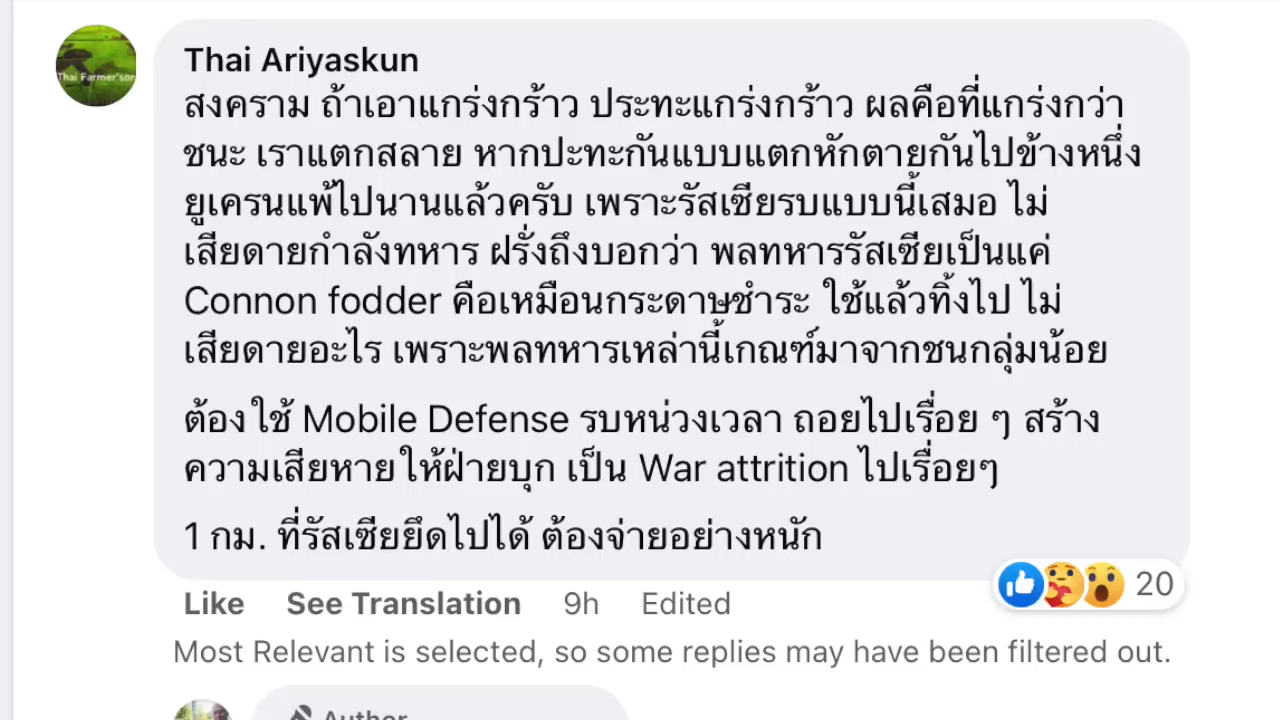 Thai Farmer'son
Thai Ariyaskun
สงคราม ถ้าเอาแกร่งกร้าว ประทะแกร่งกร้าว ผลคือที่แกร่งกว่า
ชนะ เราแตกสลาย หากปะทะกันแบบแตกหักตายกันไปข้างหนึ่ง
ยูเครนแพ้ไปนานแล้วครับ เพราะรัสเซียรบแบบนี้เสมอ ไม่
เสียดายกำลังทหาร ฝรั่งถึงบอกว่า พลทหารรัสเซียเป็นแค่
Connon fodder คือเหมือนกระดาษชำระ ใช้แล้วทิ้งไป ไม่
เสียดายอะไร เพราะพลทหารเหล่านี้เกณฑ์มาจากชนกลุ่มน้อย
ต้องใช้ Mobile Defense รบหน่วงเวลา ถอยไปเรื่อย ๆ สร้าง
ความเสียหายให้ฝ่ายบุก เป็น War attrition ไปเรื่อยๆ
1 กม. ที่รัสเซียยึดไปได้ ต้องจ่ายอย่างหนัก
20
Like See Translation 9h Edited
Most Relevant is selected, so some replies may have been filtered out.
Author